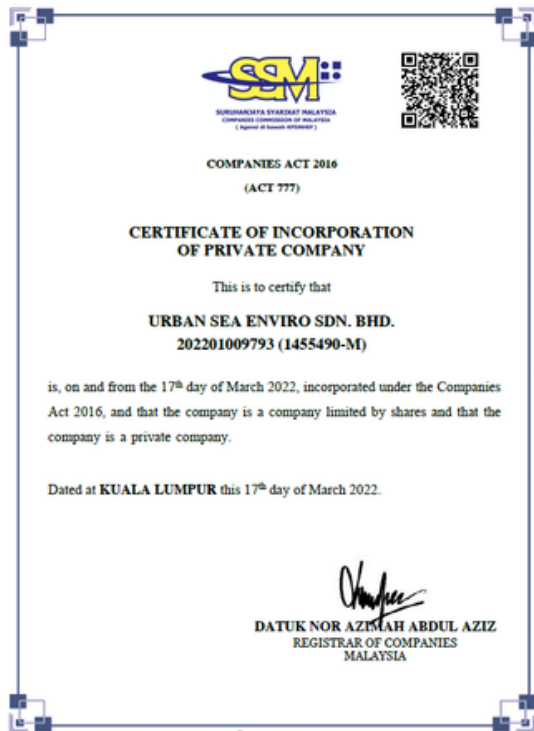 SSM
SURUHANJAYA SYARIKAT MALAYSIA
COMPANIES COMMISSION OF MALAYSIA
( Agensi di bawah KPDNHEP )
COMPANIES ACT 2016
(ACT 777)
CERTIFICATE OF INCORPORATION
OF PRIVATE COMPANY
This is to certify that
URBAN SEA ENVIRO SDN. BHD.
202201009793 (1455490-M)
is, on and from the 17th day of March 2022, incorporated under the Companies
Act 2016, and that the company is a company limited by shares and that the
company is a private company.
Dated at KUALA LUMPUR this 17th day of March 2022.
DATUK NOR AZIMAH ABDUL AZIZ
REGISTRAR OF COMPANIES
MALAYSIA